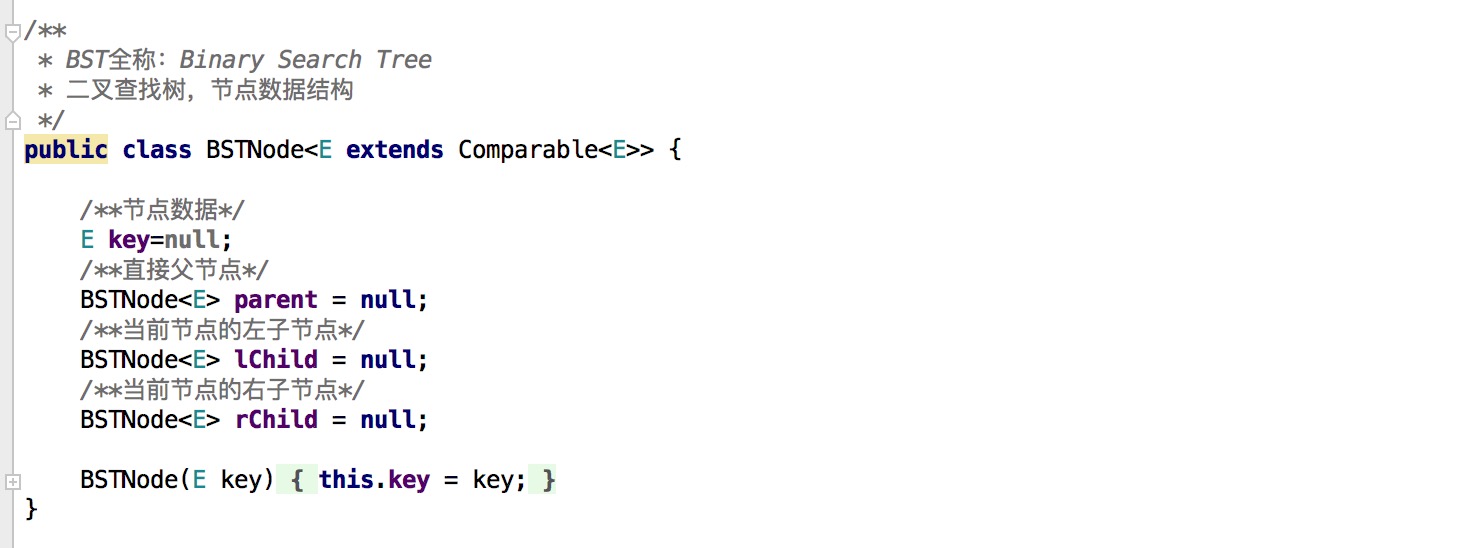 /**
 * BST全称：Binary Search Tree
 * 二叉查找树，节点数据结构
 */
public class BSTNode<E extends Comparable<E>> {
    /**节点数据*/
    E key=null;
    /**直接父节点*/
    BSTNode<E> parent = null;
    /**当前节点的左子节点*/
    BSTNode<E> lChild = null;
    /**当前节点的右子节点*/
    BSTNode<E> rChild = null;
    BSTNode(E key) { this.key = key; }
}